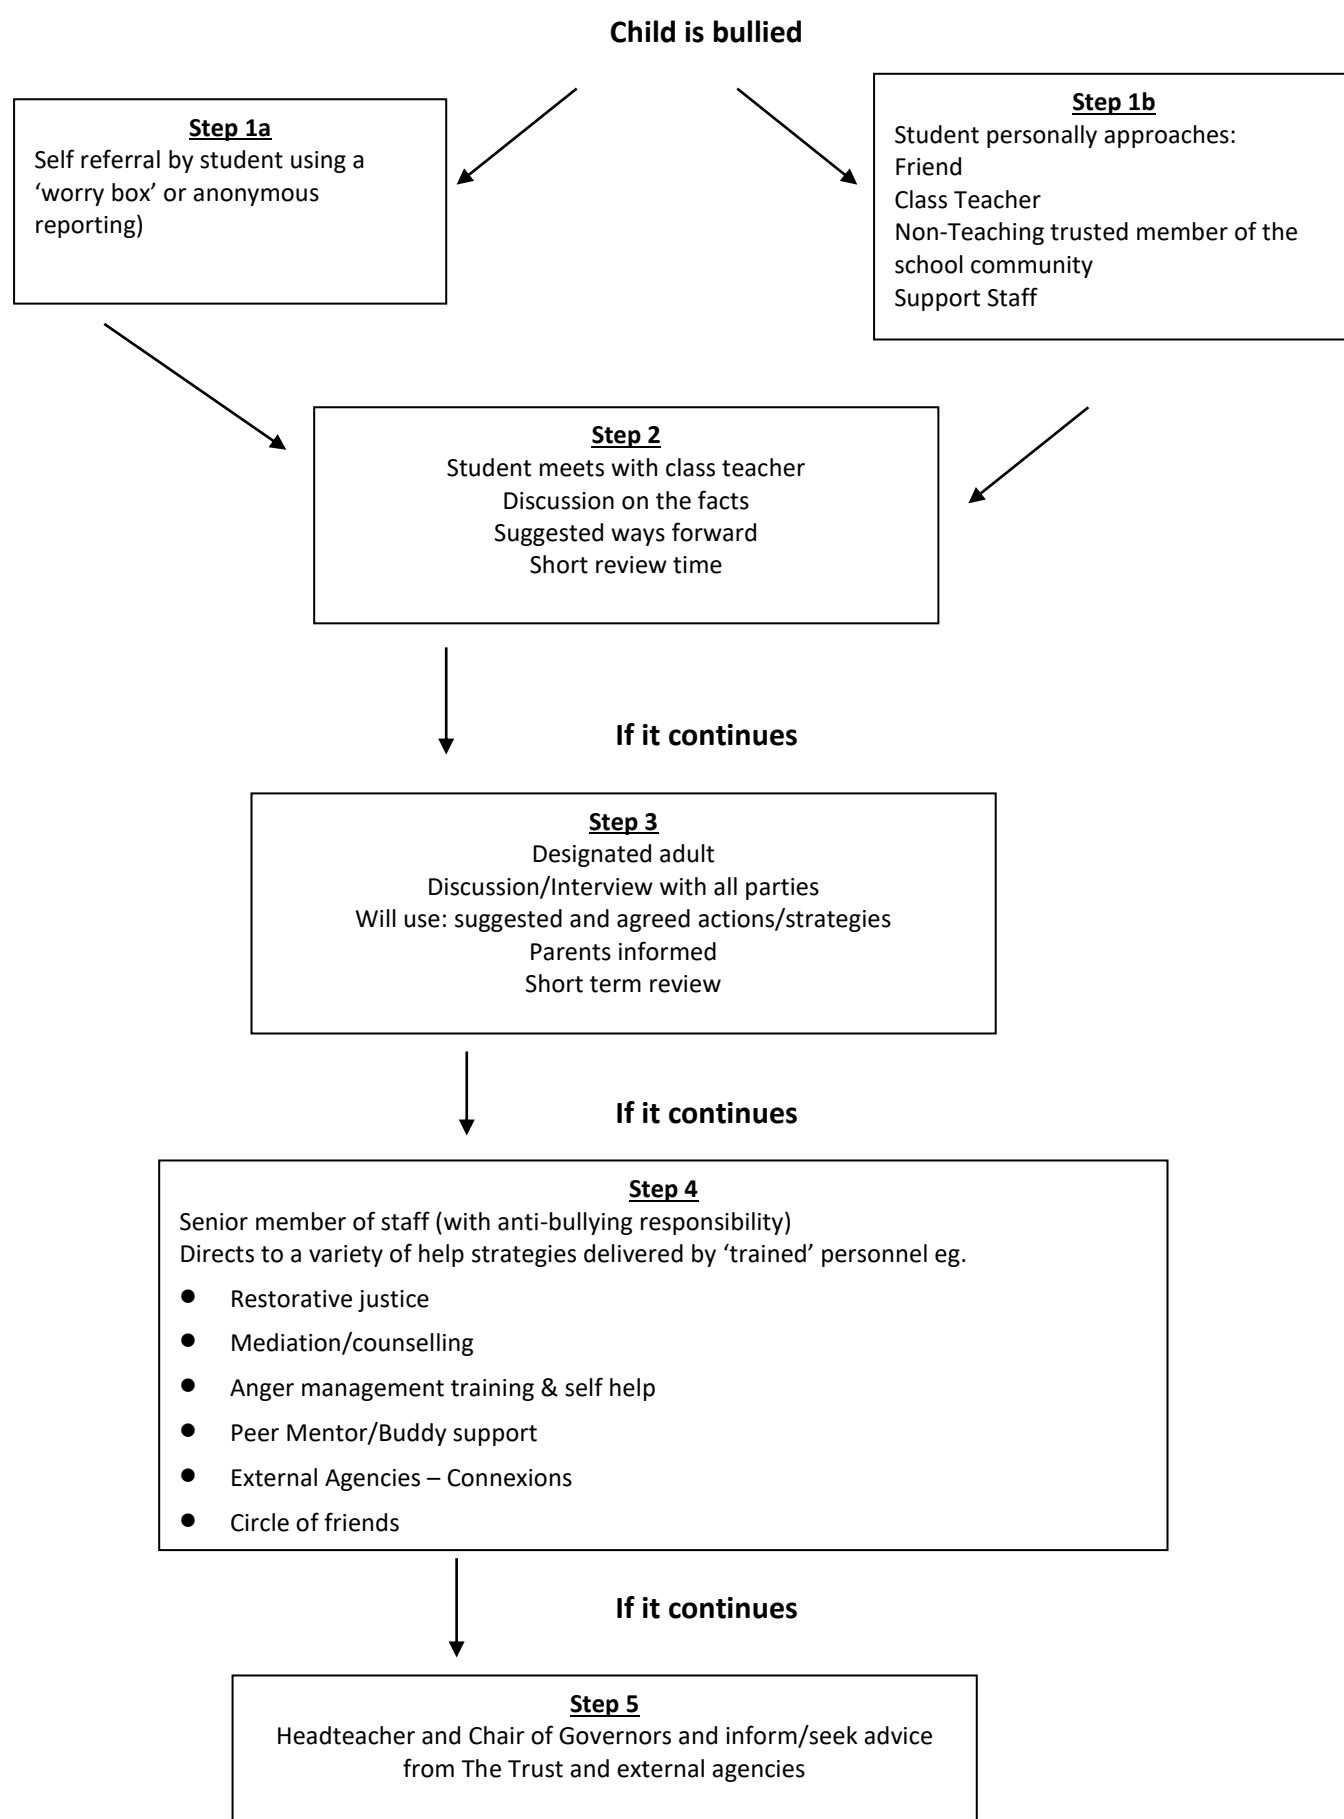 Child is bullied
Step 1a
Self referral by student using a
‘worry box’ or anonymous
reporting)
Step 1b
Student personally approaches:
Friend
Class Teacher
Non-Teaching trusted member of the
school community
Support Staff
Step 2
Student meets with class teacher
Discussion on the facts
Suggested ways forward
Short review time
If it continues
Step 3
Designated adult
Discussion/Interview with all parties
Will use: suggested and agreed actions/strategies
Parents informed
Short term review
If it continues
Step 4
Senior member of staff (with anti-bullying responsibility)
Directs to a variety of help strategies delivered by ‘trained’ personnel eg.
● Restorative justice
● Mediation/counselling
● Anger management training & self help
● Peer Mentor/Buddy support
● External Agencies – Connexions
● Circle of friends
If it continues
Step 5
Headteacher and Chair of Governors and inform/seek advice
from The Trust and external agencies